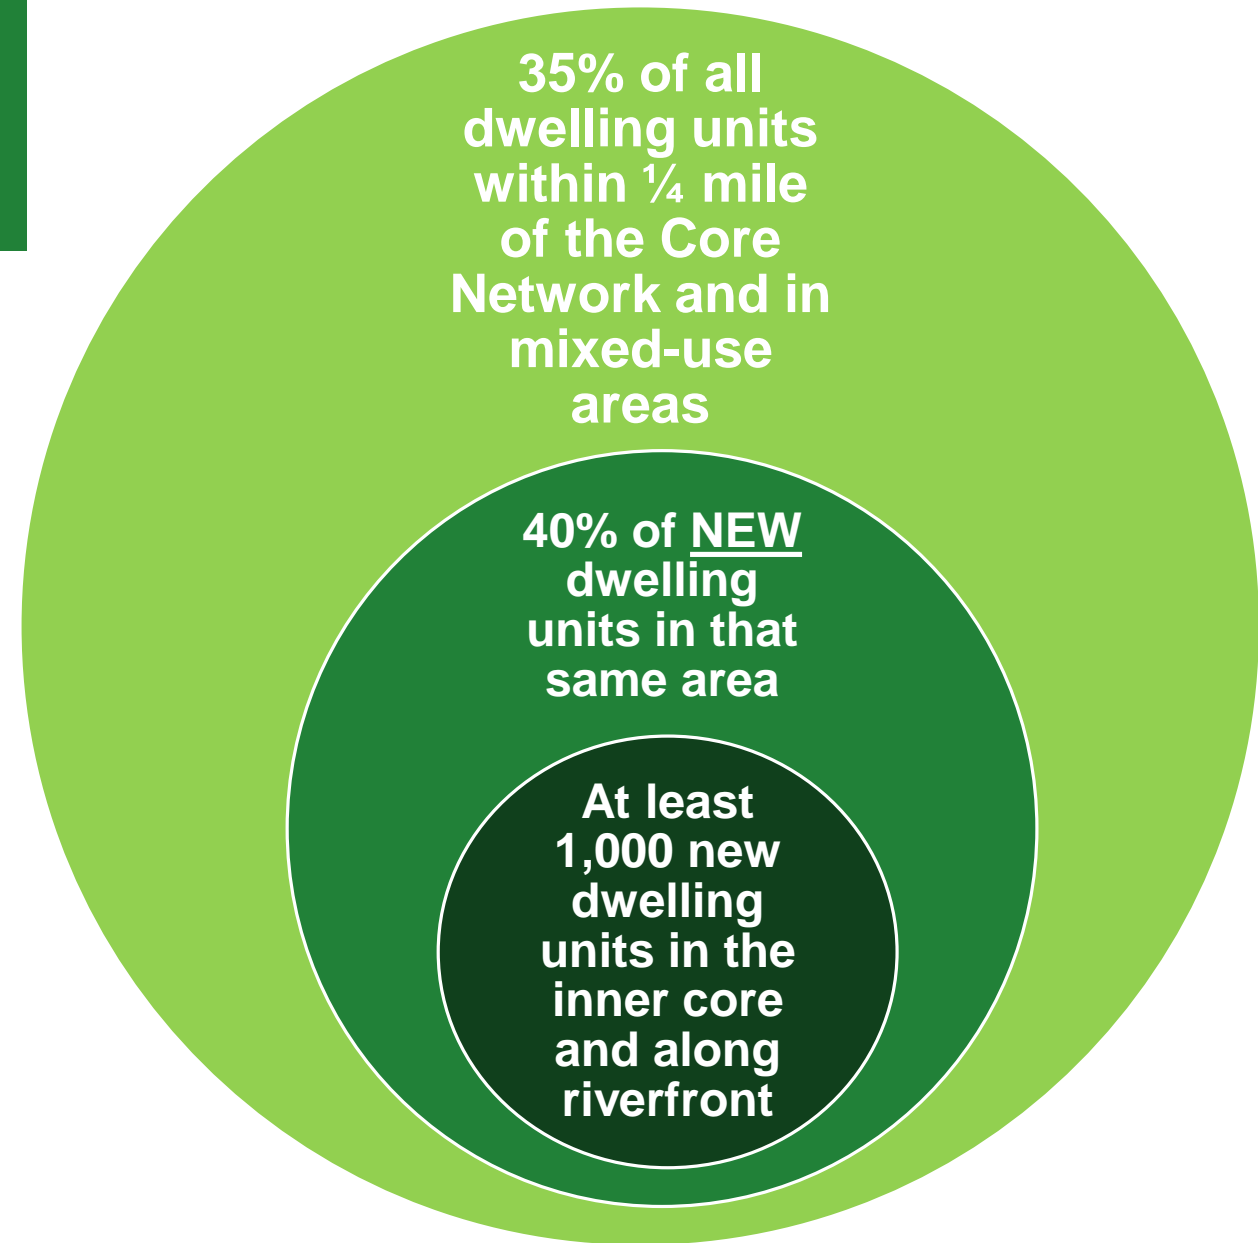 35% of all
dwelling units
within ¼ mile
of the Core
Network and in
mixed-use
areas
40% of NEW
dwelling
units in that
same area
At least
1,000 new
dwelling
units in the
inner core
and along
riverfront